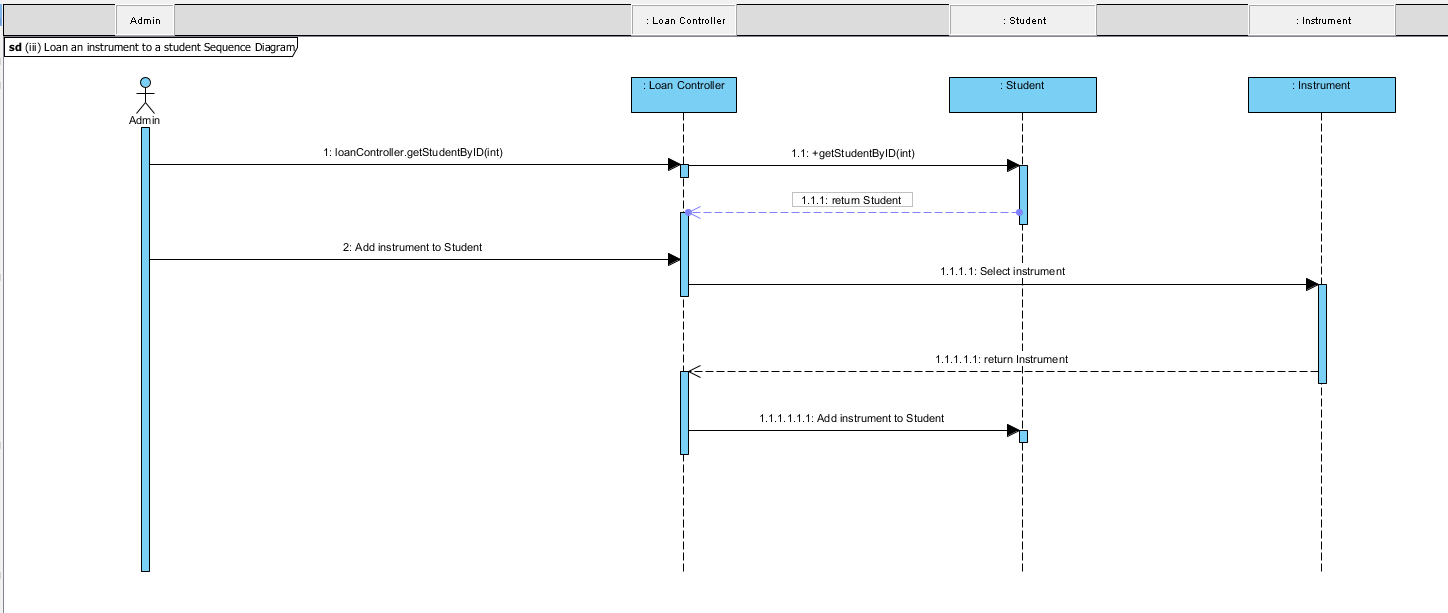 Admin
: Loan Controller
: Student
: Instrument
sd (iii) Loan an instrument to a student Sequence Diagram
: Loan Controller
: Student
: Instrument
Admin
1: loanController.getStudentByID(int)
1.1: +getStudentByID(int)
1.1.1: return Student
2: Add instrument to Student
1.1.1.1: Select instrument
1.1.1.1.1: return Instrument
1.1.1.1.1.1: Add instrument to Student